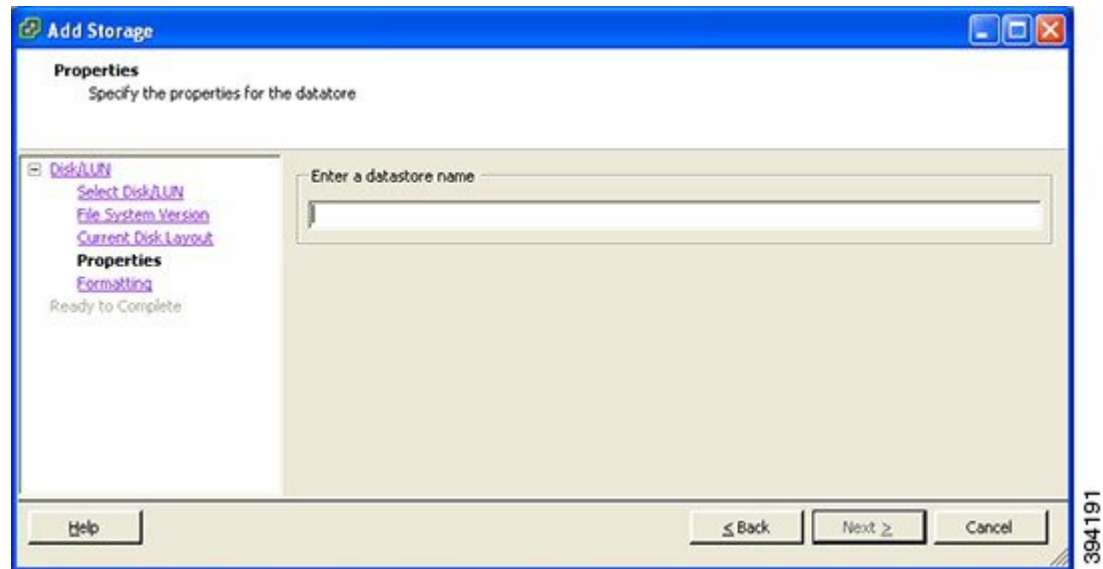 Add Storage
Properties
Specify the properties for the datatore
Disk/LUN
Select Disk/LUN
File System Version
Current Disk Layout
Properties
Formatting
Ready to Complete
Enter a datastore name
Help
≤ Back
Next ≥
Cancel
394191